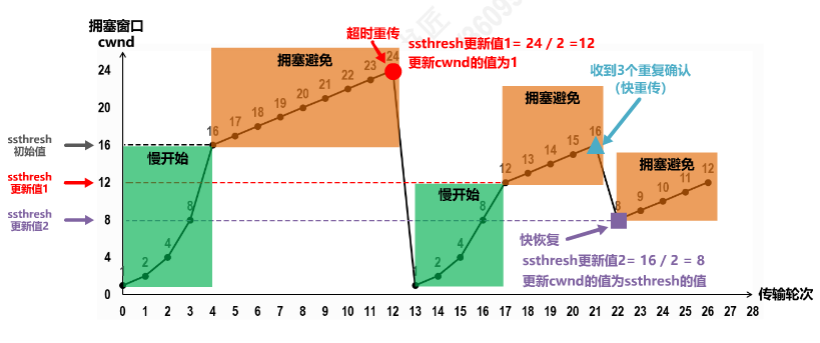 拥塞窗口
cwnd
超时重传
ssthresh更新值1= 24 / 2 =12
更新cwnd的值为1
收到3个重复确认
（快重传）
拥塞避免
拥塞避免
拥塞避免
慢开始
慢开始
24
20
16
12
8
4
0
ssthresh
初始值
ssthresh
更新值1
ssthresh
更新值2
2
4
8
16
17
18
19
20
21
22
23
24
1
2
4
8
12
13
14
15
16
8
9
10
11
12
快恢复
ssthresh更新值2= 16 / 2 = 8
更新cwnd的值为ssthresh的值
传输轮次
0 1 2 3 4 5 6 7 8 9 10 11 12 13 14 15 16 17 18 19 20 21 22 23 24 25 26 27 28